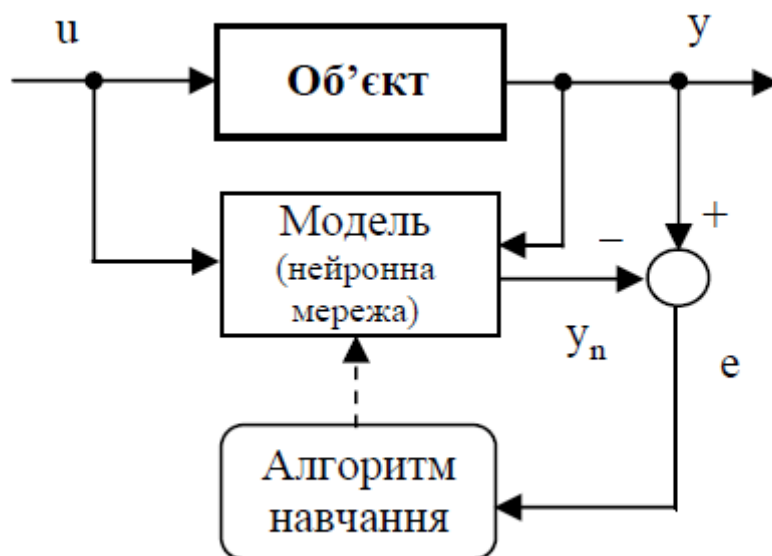 u
y
Об’єкт
Модель
(нейронна
мережа)
+
−
yₙ
e
Алгоритм
навчання